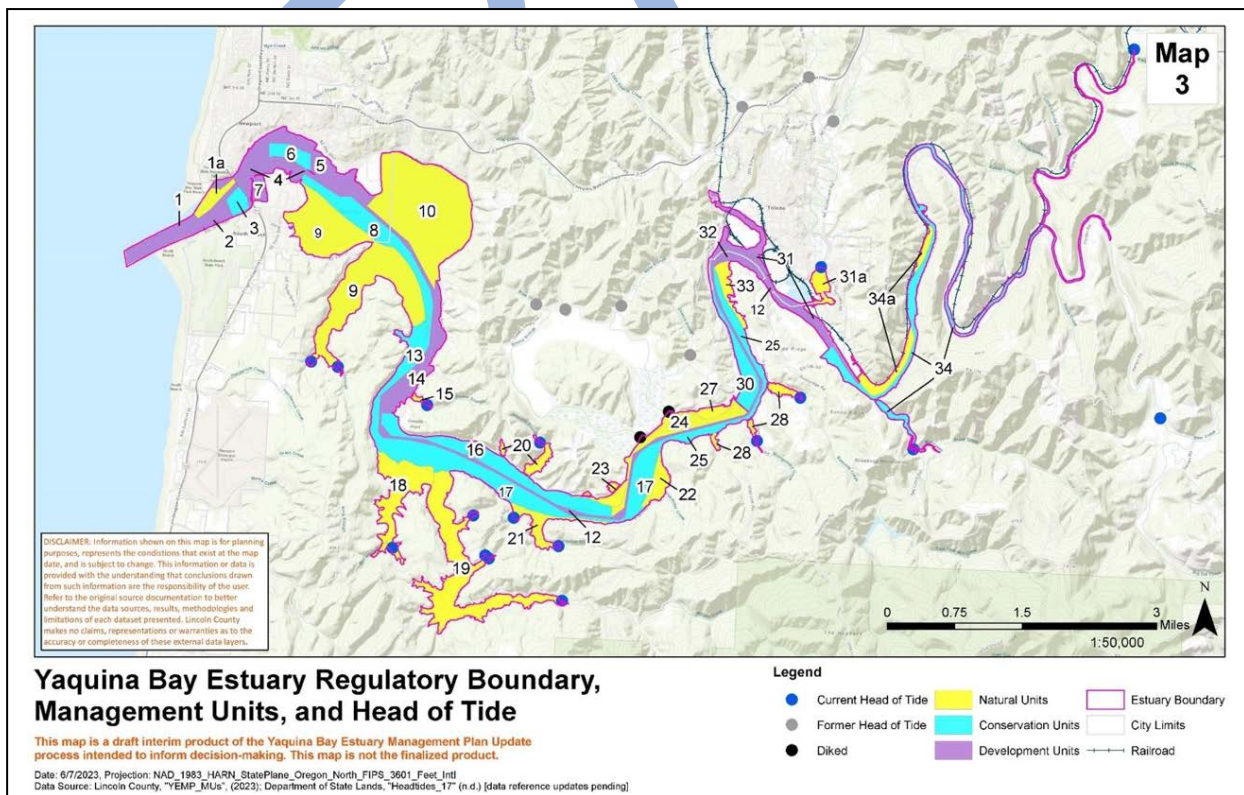 Map
3
1a
1
2
3
4
5
6
7
8
9
9
10
13
14
15
16
17
17
18
19
20
21
12
22
23
24
25
27
28
28
30
25
33
32
31
12
31a
34a
34
Newport
Toledo
DISCLAIMER: Information shown on this map is for planning
purposes, represents the condistions that exist at the map
date, and is subject to change. This information or data is
provided with the understanding that conclusions drawn
from such information are the responsibility of the user.
Refer to the original source documentation to better
understand the data sources, results, methodologies and
limitations of each dataset presented. Lincoln County
makes no claims, representations or warranties as to the
accuracy or completeness of these external data layers.
N
0 0.75 1.5 3
Miles
1:50,000
Yaquina Bay Estuary Regulatory Boundary,
Management Units, and Head of Tide
This map is a draft interim product of the Yaquina Bay Estuary Management Plan Update
process intended to inform decision-making. This map is not the finalized product.
Date: 6/7/2023, Projection: NAD_1983_HARN_StatePlane_Oregon_North_FIPS_3601_Feet_Intl
Data Source: Lincoln County, "YEMP_MUs", (2023); Department of State Lands, "Headtides_17" (n.d.) [data reference updates pending]
Legend
Current Head of Tide
Former Head of Tide
Diked
Natural Units
Conservation Units
Development Units
Estuary Boundary
City Limits
Railroad